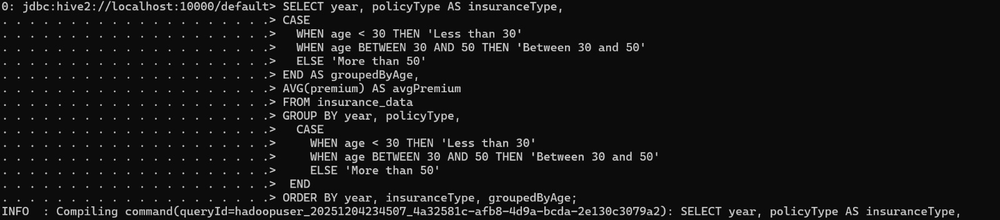 0: jdbc:hive2://localhost:10000/default> SELECT year, policyType AS insuranceType,
. . . . . . . . . . . . . . . . . . . .> CASE
. . . . . . . . . . . . . . . . . . . .>   WHEN age < 30 THEN 'Less than 30'
. . . . . . . . . . . . . . . . . . . .>   WHEN age BETWEEN 30 AND 50 THEN 'Between 30 and 50'
. . . . . . . . . . . . . . . . . . . .>   ELSE 'More than 50'
. . . . . . . . . . . . . . . . . . . .> END AS groupedByAge,
. . . . . . . . . . . . . . . . . . . .> AVG(premium) AS avgPremium
. . . . . . . . . . . . . . . . . . . .> FROM insurance_data
. . . . . . . . . . . . . . . . . . . .> GROUP BY year, policyType,
. . . . . . . . . . . . . . . . . . . .>   CASE
. . . . . . . . . . . . . . . . . . . .>     WHEN age < 30 THEN 'Less than 30'
. . . . . . . . . . . . . . . . . . . .>     WHEN age BETWEEN 30 AND 50 THEN 'Between 30 and 50'
. . . . . . . . . . . . . . . . . . . .>     ELSE 'More than 50'
. . . . . . . . . . . . . . . . . . . .>  END
. . . . . . . . . . . . . . . . . . . .> ORDER BY year, insuranceType, groupedByAge;
INFO  : Compiling command(queryId=hadoopuser_20251204234507_4a32581c-afb8-4d9a-bcda-2e130c3079a2): SELECT year, policyType AS insuranceType,